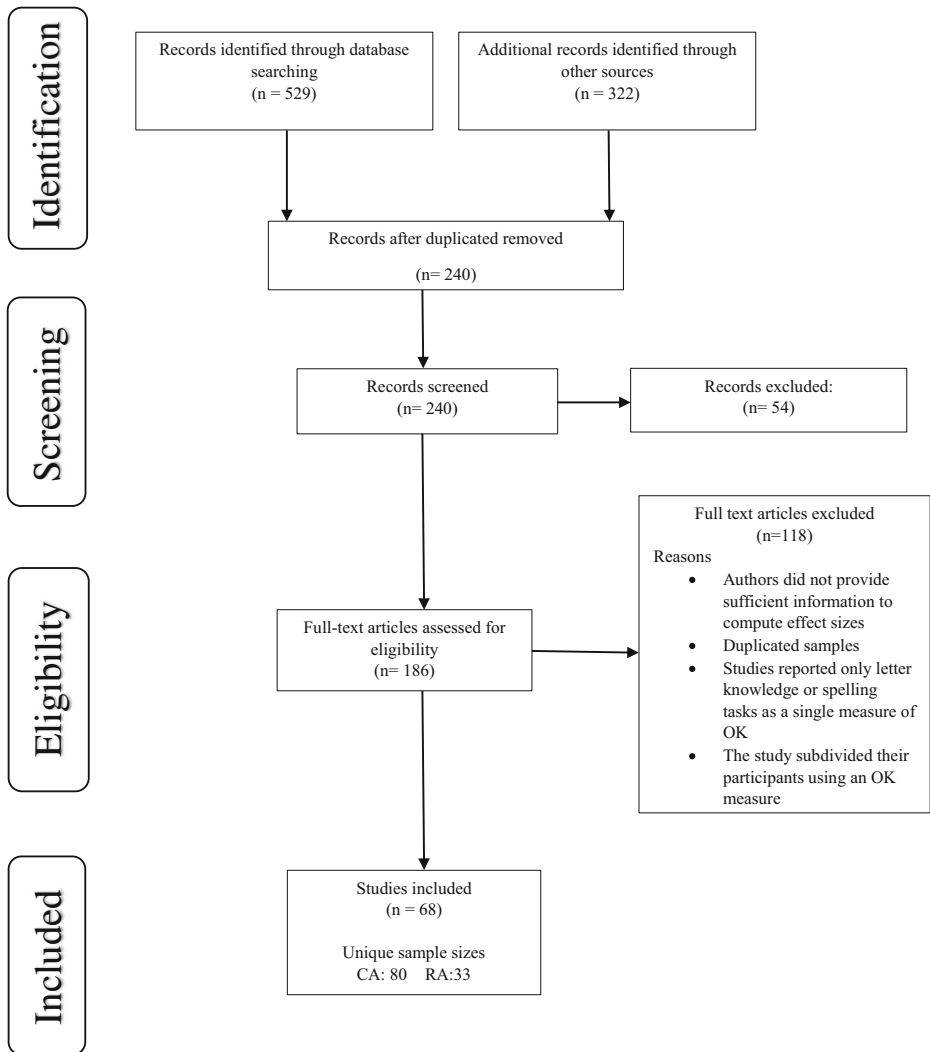 Identification
Records identified through database
searching
(n = 529)
Additional records identified through
other sources
(n = 322)
Records after duplicated removed
(n= 240)
Screening
Records screened
(n= 240)
Records excluded:
(n= 54)
Eligibility
Full-text articles assessed for
eligibility
(n= 186)
Full text articles excluded
(n=118)
Reasons
• Authors did not provide
sufficient information to
compute effect sizes
• Duplicated samples
• Studies reported only letter
knowledge or spelling
tasks as a single measure of
OK
• The study subdivided their
participants using an OK
measure
Included
Studies included
(n = 68)
Unique sample sizes
CA: 80 RA:33